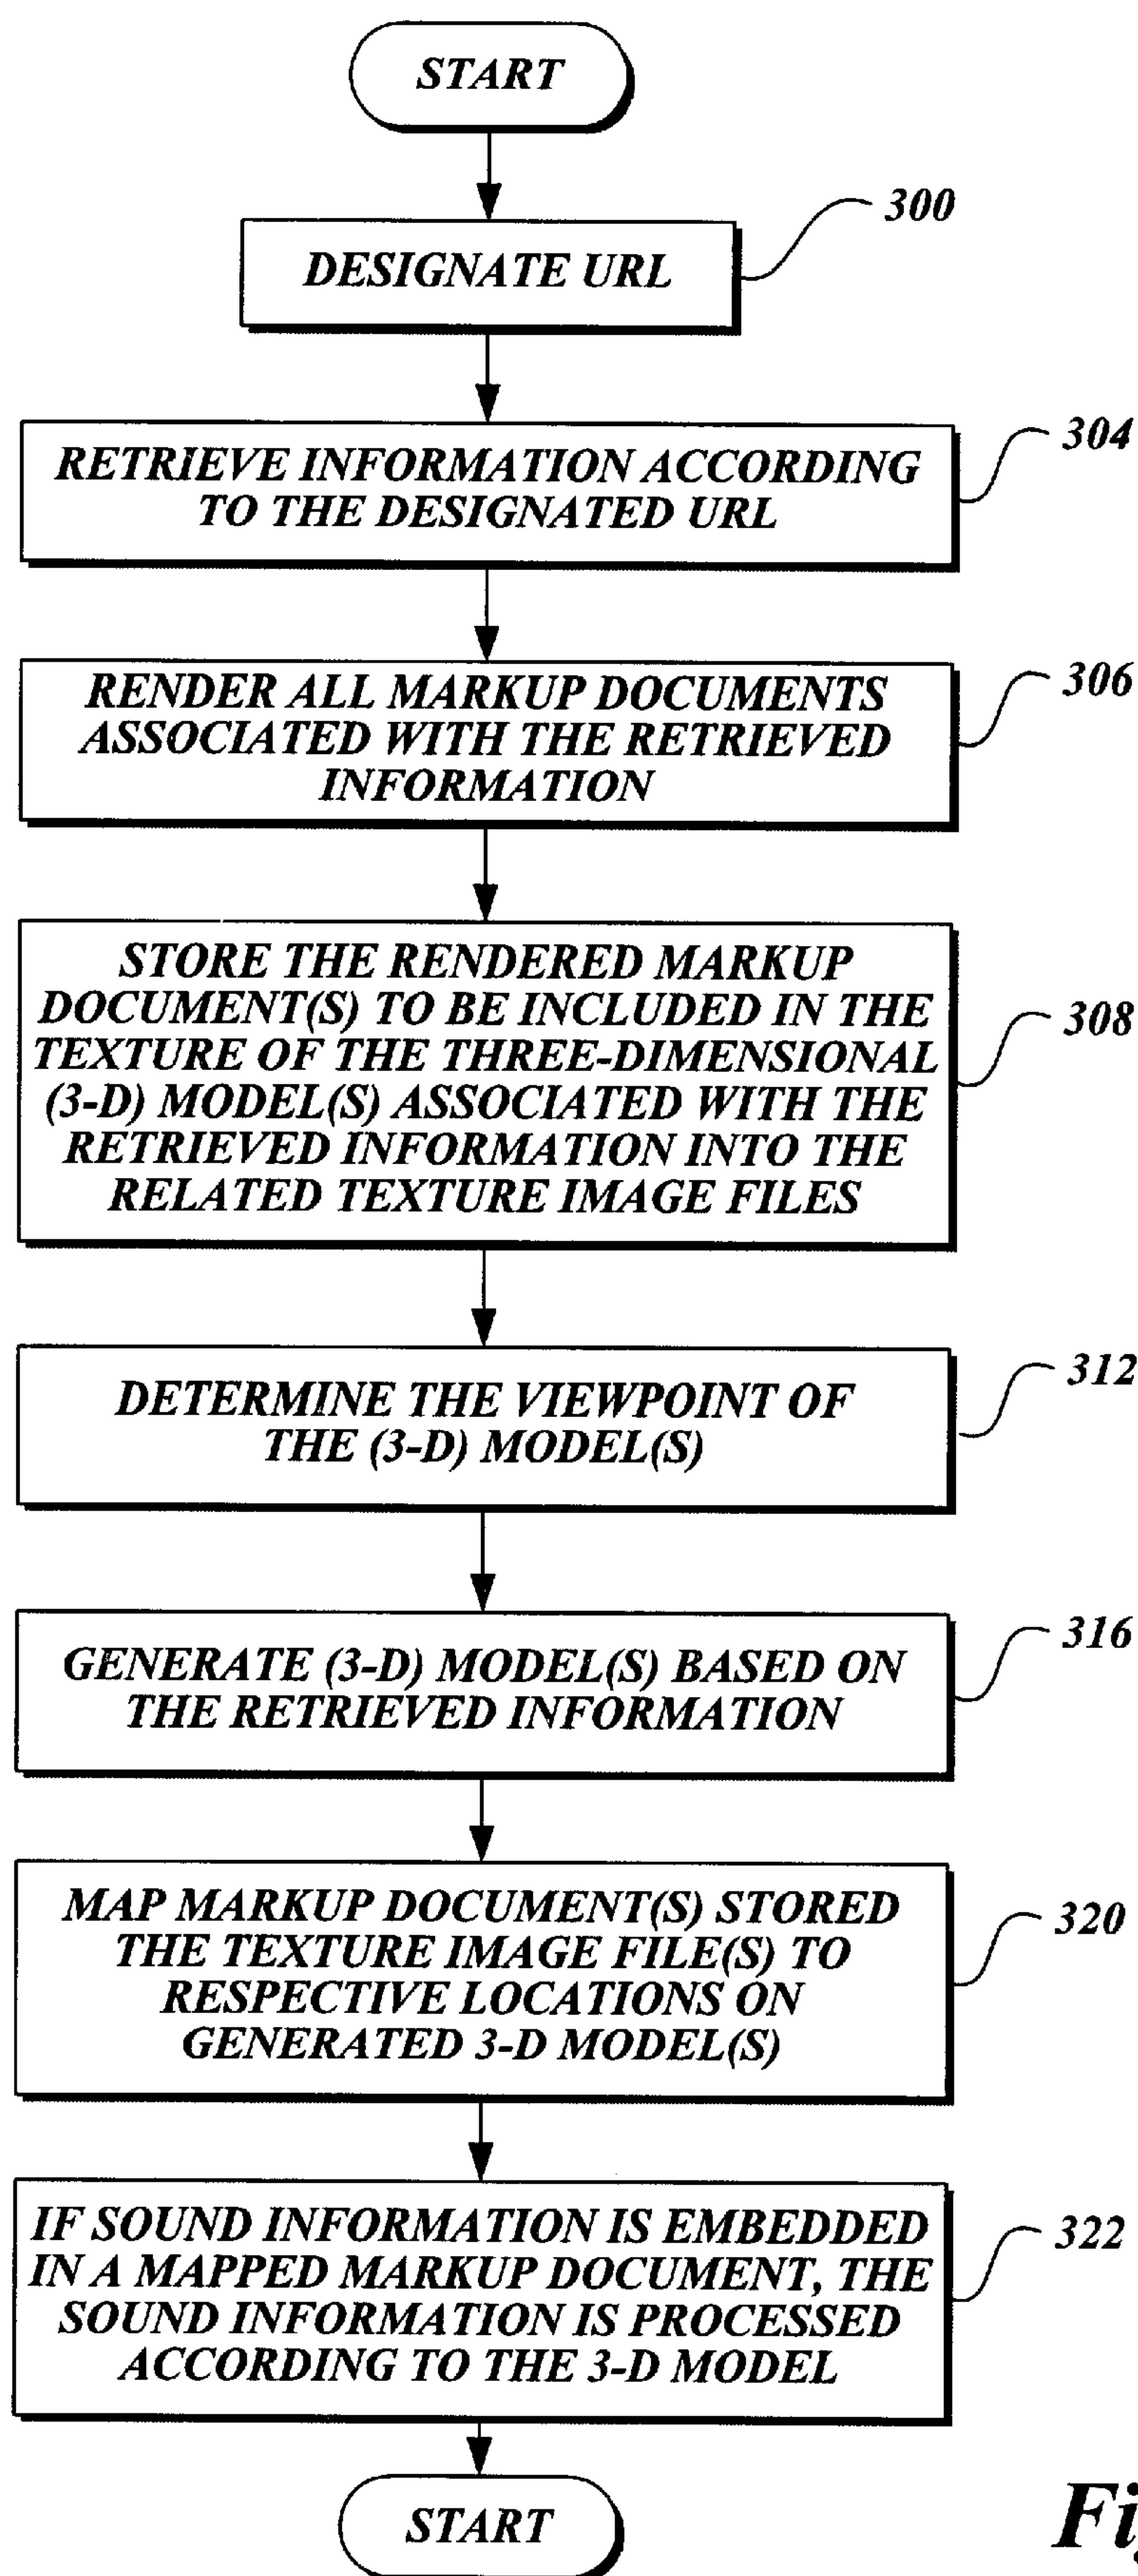 START
300
DESIGNATE URL
304
RETRIEVE INFORMATION ACCORDING
TO THE DESIGNATED URL
306
RENDER ALL MARKUP DOCUMENTS
ASSOCIATED WITH THE RETRIEVED
INFORMATION
308
STORE THE RENDERED MARKUP
DOCUMENT(S) TO BE INCLUDED IN THE
TEXTURE OF THE THREE-DIMENSIONAL
(3-D) MODEL(S) ASSOCIATED WITH THE
RETRIEVED INFORMATION INTO THE
RELATED TEXTURE IMAGE FILES
312
DETERMINE THE VIEWPOINT OF
THE (3-D) MODEL(S)
316
GENERATE (3-D) MODEL(S) BASED ON
THE RETRIEVED INFORMATION
320
MAP MARKUP DOCUMENT(S) STORED
THE TEXTURE IMAGE FILE(S) TO
RESPECTIVE LOCATIONS ON
GENERATED 3-D MODEL(S)
322
IF SOUND INFORMATION IS EMBEDDED
IN A MAPPED MARKUP DOCUMENT, THE
SOUND INFORMATION IS PROCESSED
ACCORDING TO THE 3-D MODEL
START